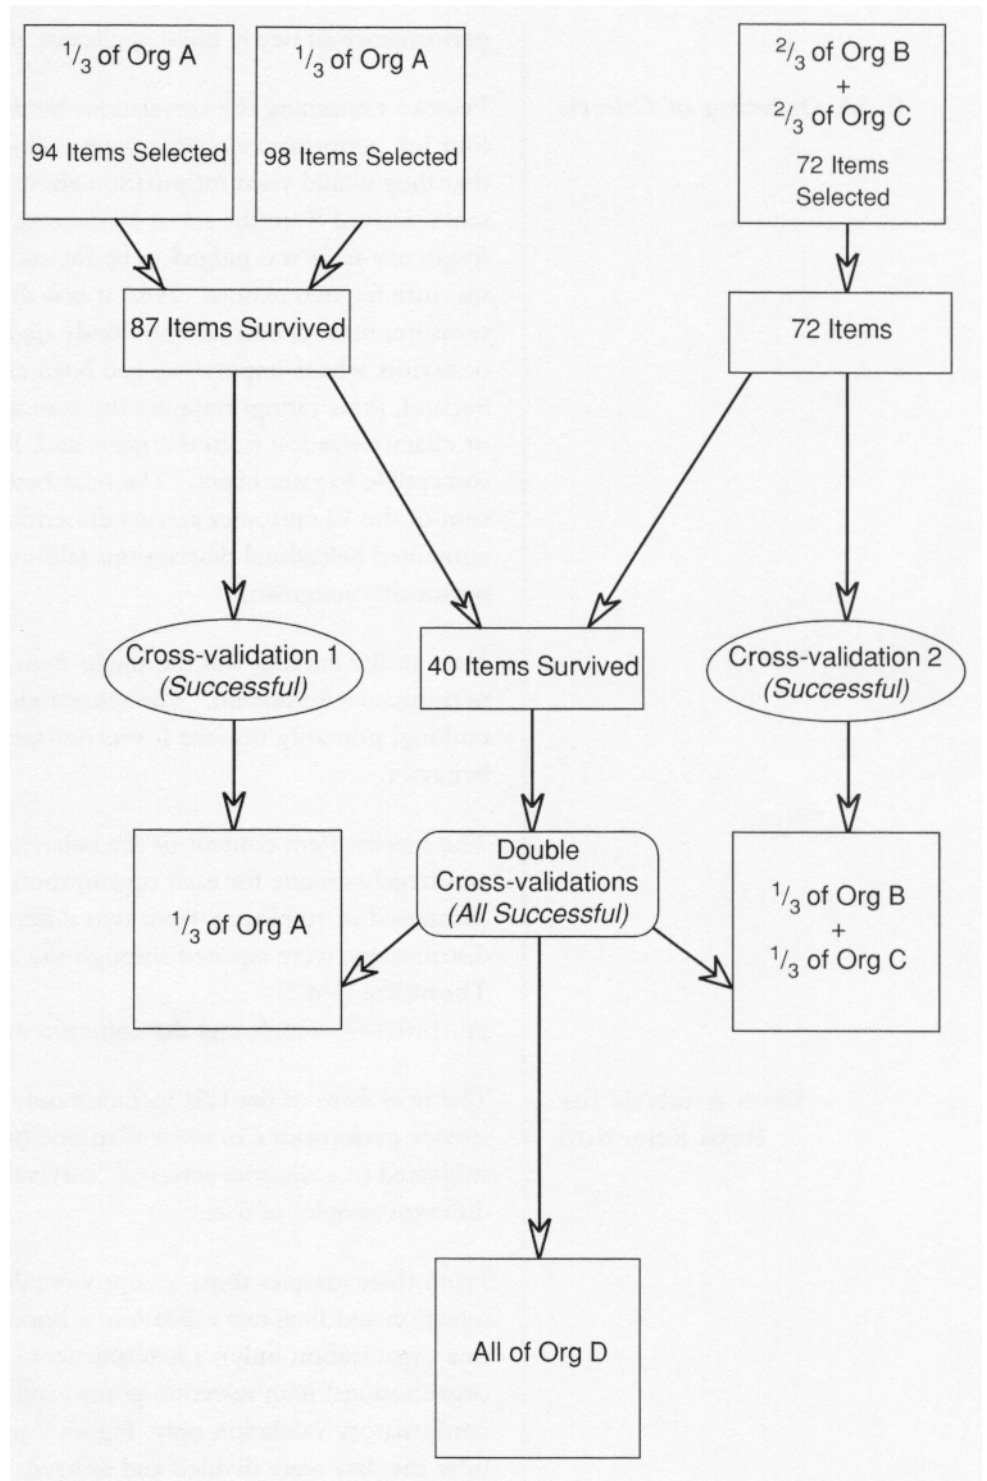 1/3 of Org A
94 Items Selected
1/3 of Org A
98 Items Selected
2/3 of Org B
+
2/3 of Org C
72 Items
Selected
87 Items Survived
72 Items
Cross-validation 1
(Successful)
40 Items Survived
Cross-validation 2
(Successful)
1/3 of Org A
Double
Cross-validations
(All Successful)
1/3 of Org B
+
1/3 of Org C
All of Org D